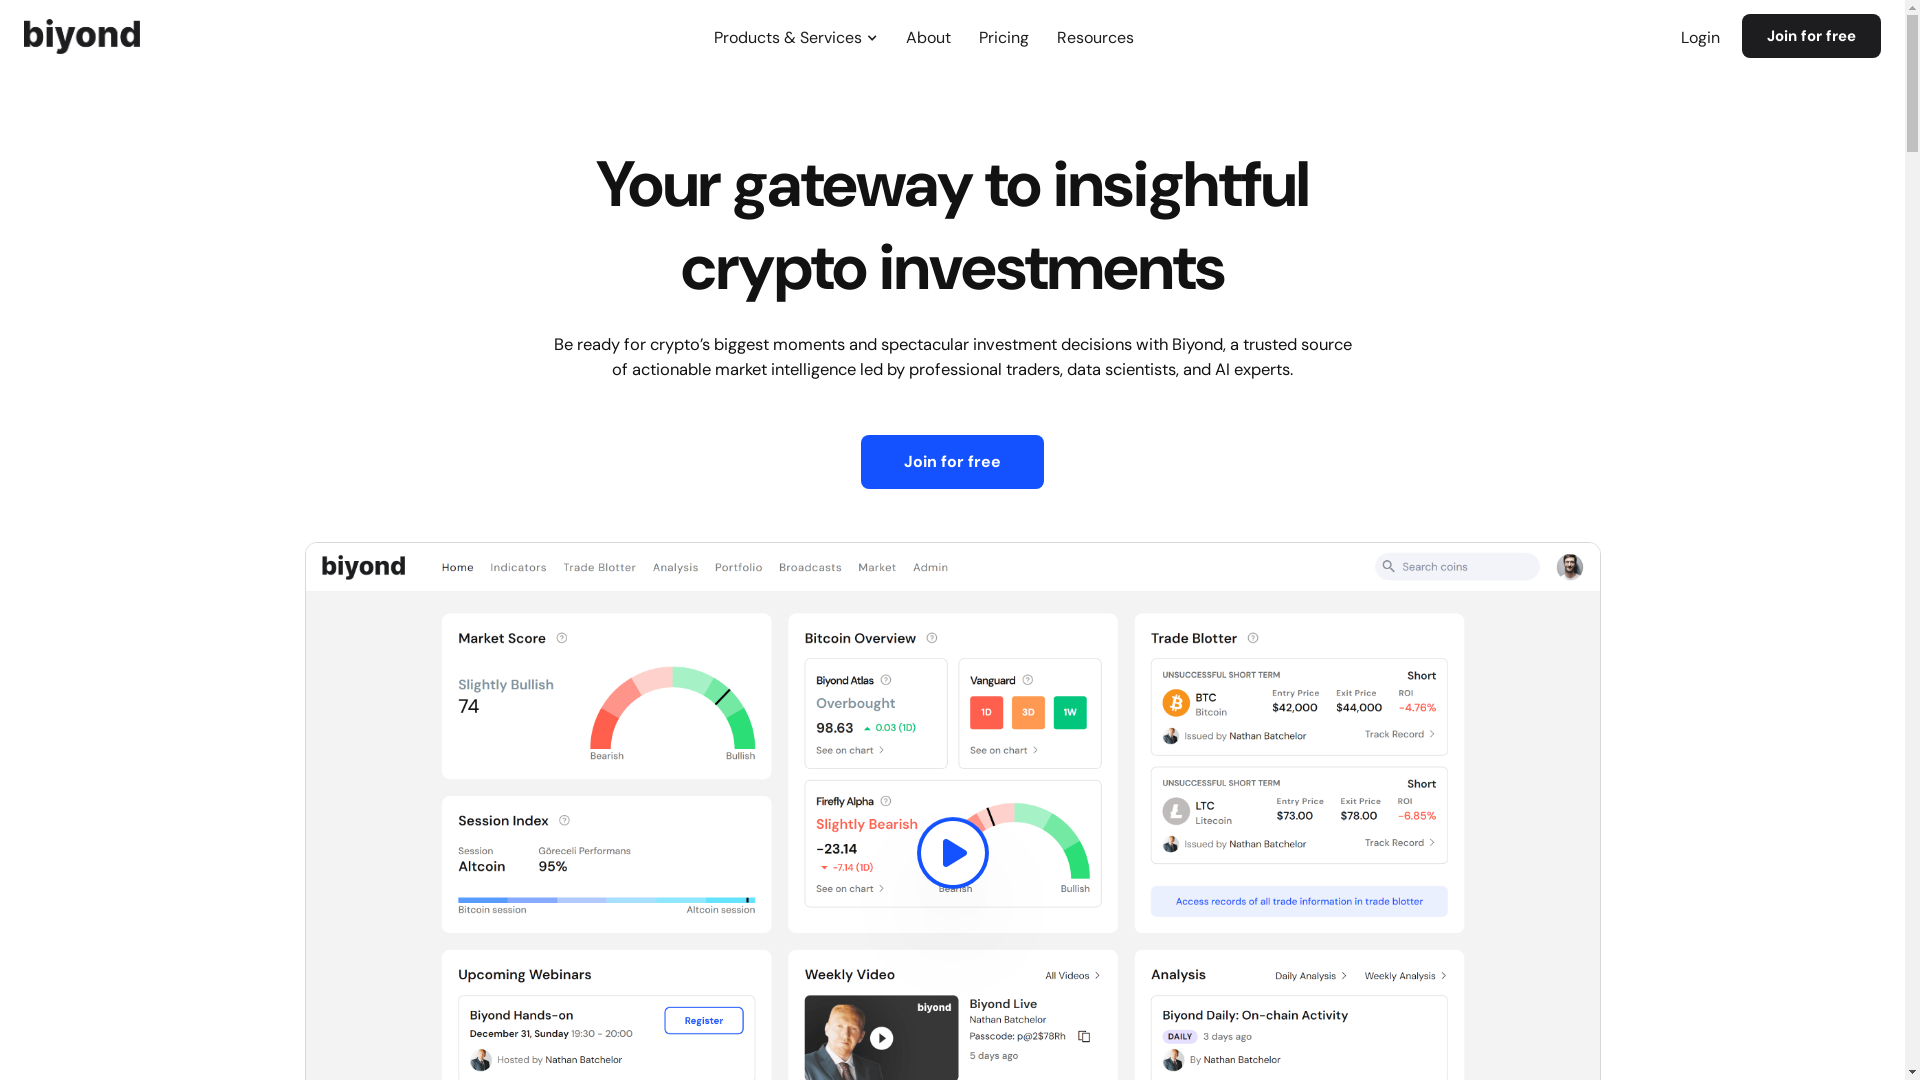 biyond
Products & Services
About
Pricing
Resources
Login
Join for free
Your gateway to insightful
crypto investments
Be ready for crypto’s biggest moments and spectacular investment decisions with Biyond, a trusted source
of actionable market intelligence led by professional traders, data scientists, and AI experts.
Join for free
biyond
Home
Indicators
Trade Blotter
Analysis
Portfolio
Broadcasts
Market
Admin
Search coins
Market Score
Slightly Bullish
74
Bearish
Bullish
Session Index
Session
Göreceli Performans
Altcoin
95%
Bitcoin session
Altcoin session
Bitcoin Overview
Biyond Atlas
Overbought
98.63
0.03 (1D)
See on chart
Vanguard
1D
3D
1W
See on chart
Firefly Alpha
Slightly Bearish
-23.14
-7.14 (1D)
See on chart
Bearish
Bullish
Trade Blotter
UNSUCCESSFUL SHORT TERM
Short
BTC
Bitcoin
Entry Price
Exit Price
ROI
$42,000
$44,000
-4.76%
Issued by Nathan Batchelor
Track Record
UNSUCCESSFUL SHORT TERM
Short
LTC
Litecoin
Entry Price
Exit Price
ROI
$73.00
$78.00
-6.85%
Issued by Nathan Batchelor
Track Record
Access records of all trade information in trade blotter
Upcoming Webinars
Biyond Hands-on
December 31, Sunday 19:30 - 20:00
Hosted by Nathan Batchelor
Register
Weekly Video
All Videos
biyond
Biyond Live
Nathan Batchelor
Passcode: p@2$78Rh
5 days ago
Analysis
Daily Analysis
Weekly Analysis
Biyond Daily: On-chain Activity
DAILY
3 days ago
By Nathan Batchelor